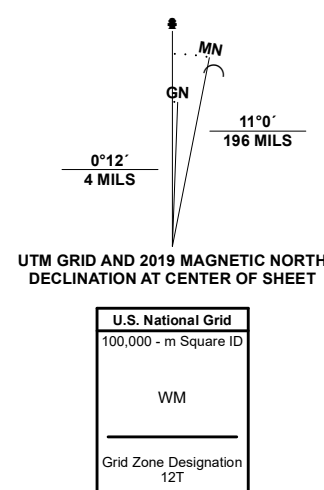 MN
GN
11°0´
196 MILS
0°12´
4 MILS
UTM GRID AND 2019 MAGNETIC NORTH
DECLINATION AT CENTER OF SHEET
U.S. National Grid
100,000 - m Square ID
WM
Grid Zone Designation
12T